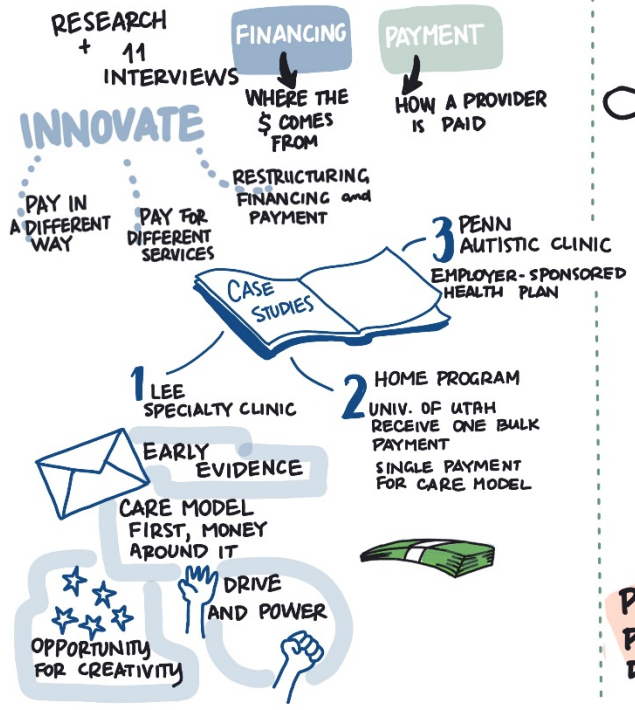 RESEARCH
+ 11
INTERVIEWS
FINANCING
WHERE THE
$ COMES
FROM
PAYMENT
HOW A PROVIDER
IS PAID
INNOVATE
PAY IN
A DIFFERENT
WAY
PAY FOR
DIFFERENT
SERVICES
RESTRUCTURING
FINANCING and
PAYMENT
CASE
STUDIES
3 PENN
AUTISTIC CLINIC
EMPLOYER-SPONSORED
HEALTH PLAN
1 LEE
SPECIALTY CLINIC
2 HOME PROGRAM
UNIV. OF UTAH
RECEIVE ONE BULK
PAYMENT
SINGLE PAYMENT
FOR CARE MODEL
EARLY
EVIDENCE
CARE MODEL
FIRST, MONEY
AROUND IT
DRIVE
AND POWER
OPPORTUNITY
FOR CREATIVITY